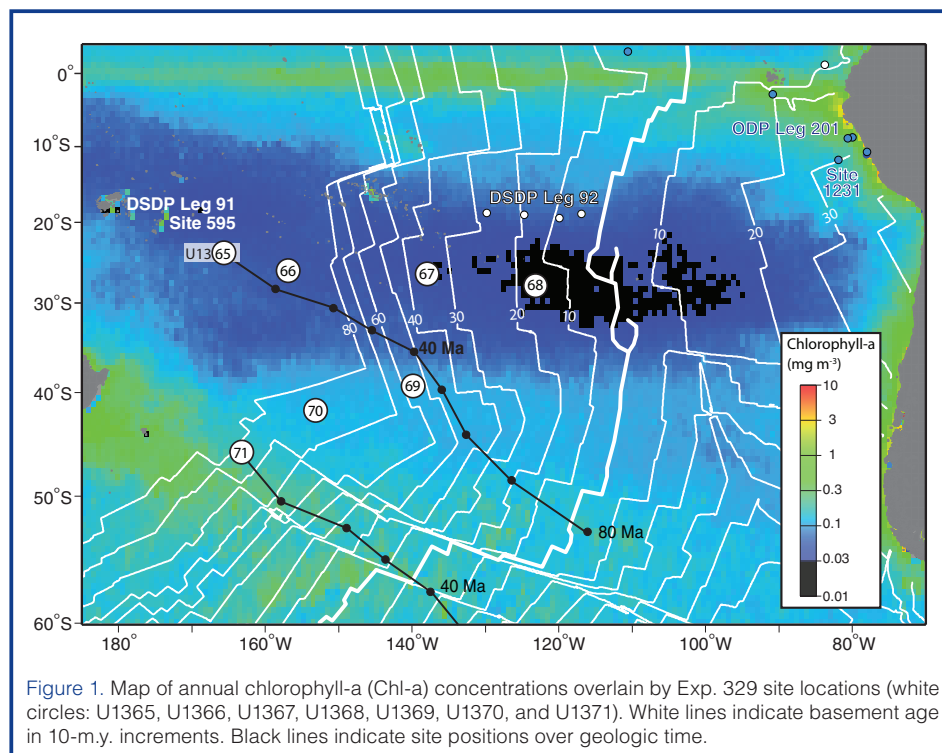 0°
10°S
20°S
30°S
40°S
50°S
60°S
180°
160°W
140°W
120°W
100°W
80°W
ODP Leg 201
Site
1231
DSDP Leg 91
Site 595
DSDP Leg 92
U1365
66
67
68
69
70
71
80
60
40
30
20
10
10
20
30
40 Ma
80 Ma
40 Ma
Chlorophyll-a
(mg m⁻³)
10
3
1
0.3
0.1
0.03
0.01
Figure 1. Map of annual chlorophyll-a (Chl-a) concentrations overlain by Exp. 329 site locations (white
circles: U1365, U1366, U1367, U1368, U1369, U1370, and U1371). White lines indicate basement age
in 10-m.y. increments. Black lines indicate site positions over geologic time.